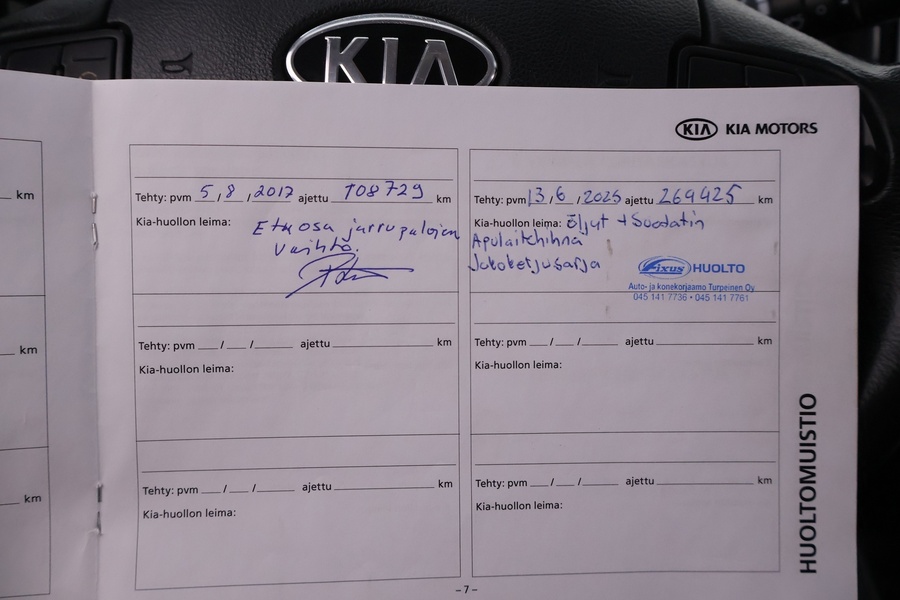 KIA
KIA KIA MOTORS
km
Tehty: pvm 5 / 8 / 2017 ajettu 108729 km
Kia-huollon leima:
Etu osa jarrupalojen
Vaihto.
Tehty: pvm 13 / 6 / 2025 ajettu 269425 km
Kia-huollon leima: Öljyt + Suodatin
Apulaitehihna
Jakoketjusarja
Fixus HUOLTO
Auto- ja konekorjaamo Turpeinen Oy
045 141 7736 • 045 141 7761
km
Tehty: pvm / / ajettu km
Kia-huollon leima:
Tehty: pvm / / ajettu km
Kia-huollon leima:
km
Tehty: pvm / / ajettu km
Kia-huollon leima:
Tehty: pvm / / ajettu km
Kia-huollon leima:
HUOLTOMUISTIO
–7–